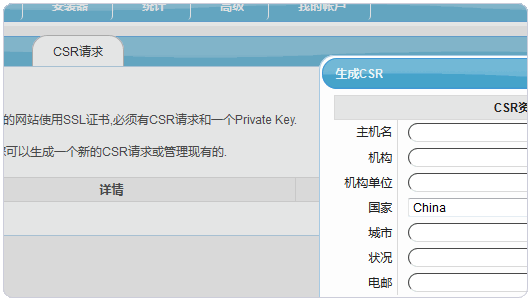 安装器 统计 高级 我的帐户
CSR请求
的网站使用SSL证书,必须有CSR请求和一个Private Key.
可以生成一个新的CSR请求或管理现有的.
详情
生成CSR
CSR资
主机名
机构
机构单位
国家 China
城市
状况
电邮